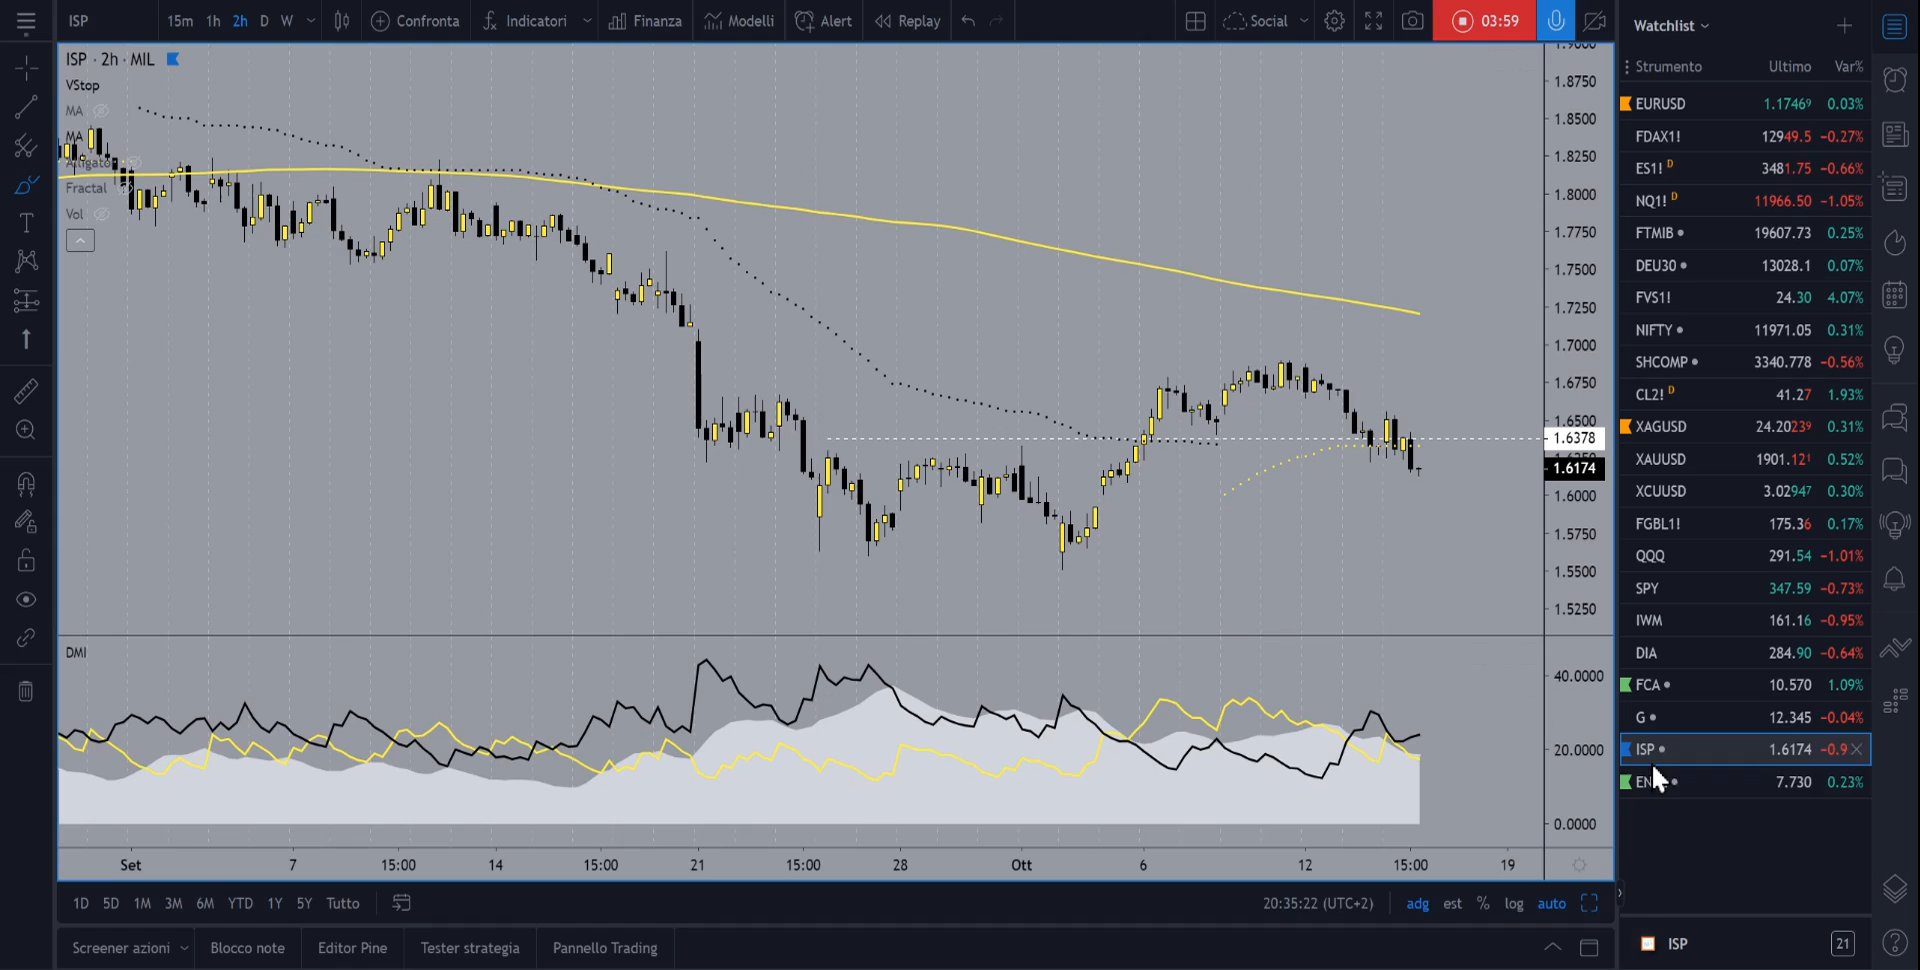 ISP 15m 1h 2h D W Confronta Indicatori Finanza Modelli Alert Replay Social 03:59
ISP · 2h · MIL
VStop
MA
MA
Alligato
Fractal
Vol
1.9000
1.8750
1.8500
1.8250
1.8000
1.7750
1.7500
1.7250
1.7000
1.6750
1.6500
1.6378
1.6174
1.6000
1.5750
1.5500
1.5250
DMI
40.0000
20.0000
0.0000
Set 7 15:00 14 15:00 21 15:00 28 Ott 6 12 15:00 19
1D 5D 1M 3M 6M YTD 1Y 5Y Tutto 20:35:22 (UTC+2) adg est % log auto
Screener azioni Blocco note Editor Pine Tester strategia Pannello Trading
Watchlist
Strumento Ultimo Var%
EURUSD 1.17469 0.03%
FDAX1! 12949.5 −0.27%
ES1! D 3481.75 −0.66%
NQ1! D 11966.50 −1.05%
FTMIB 19607.73 0.25%
DEU30 13028.1 0.07%
FVS1! 24.30 4.07%
NIFTY 11971.05 0.31%
SHCOMP 3340.778 −0.56%
CL2! D 41.27 1.93%
XAGUSD 24.20239 0.31%
XAUUSD 1901.121 0.52%
XCUUSD 3.02947 0.30%
FGBL1! 175.36 0.17%
QQQ 291.54 −1.01%
SPY 347.59 −0.73%
IWM 161.16 −0.95%
DIA 284.90 −0.64%
FCA 10.570 1.09%
G 12.345 −0.04%
ISP 1.6174 −0.9
EN 7.730 0.23%
ISP 21